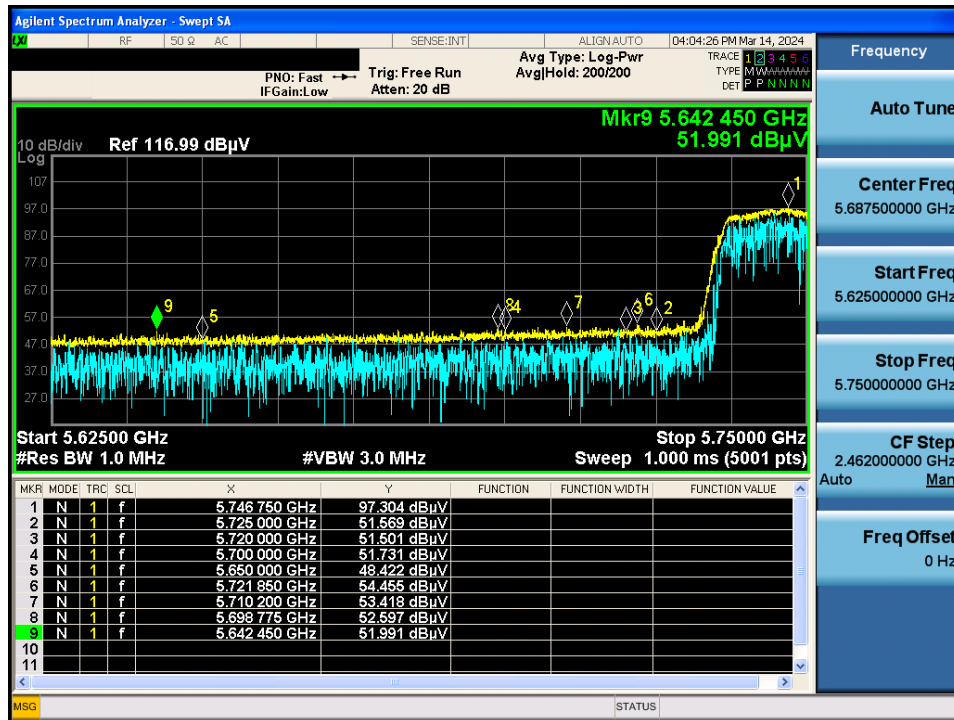 Agilent Spectrum Analyzer - Swept SA
LXI RF 50 Ω AC SENSE:INT ALIGN AUTO 04:04:26 PM Mar 14, 2024
PNO: Fast Trig: Free Run Avg Type: Log-Pwr TRACE 1 2 3 4 5 6
IFGain:Low Atten: 20 dB Avg|Hold: 200/200 TYPE M W
DET P P N N N N
Mkr9 5.642 450 GHz
51.991 dBµV
10 dB/div Ref 116.99 dBµV
Log
107
97.0
87.0
77.0
67.0
57.0
47.0
37.0
27.0
1
9
5
8
4
7
3
6
2
Start 5.62500 GHz Stop 5.75000 GHz
#Res BW 1.0 MHz #VBW 3.0 MHz Sweep 1.000 ms (5001 pts)
MKR MODE TRC SCL X Y FUNCTION FUNCTION WIDTH FUNCTION VALUE
1 N 1 f 5.746 750 GHz 97.304 dBµV
2 N 1 f 5.725 000 GHz 51.569 dBµV
3 N 1 f 5.720 000 GHz 51.501 dBµV
4 N 1 f 5.700 000 GHz 51.731 dBµV
5 N 1 f 5.650 000 GHz 48.422 dBµV
6 N 1 f 5.721 850 GHz 54.455 dBµV
7 N 1 f 5.710 200 GHz 53.418 dBµV
8 N 1 f 5.698 775 GHz 52.597 dBµV
9 N 1 f 5.642 450 GHz 51.991 dBµV
10
11
MSG STATUS
Frequency
Auto Tune
Center Freq
5.687500000 GHz
Start Freq
5.625000000 GHz
Stop Freq
5.750000000 GHz
CF Step
2.462000000 GHz
Auto Man
Freq Offset
0 Hz